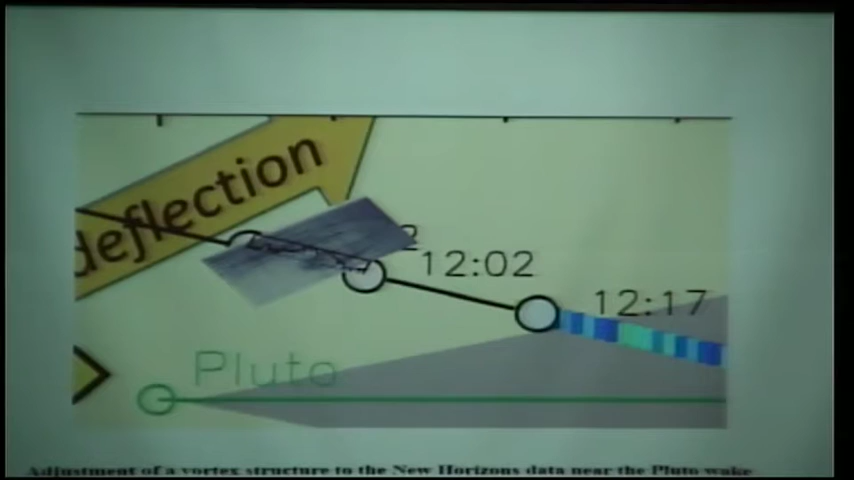 deflection
2
12:02
12:17
Pluto
Adjustment of a vortex structure to the New Horizons data near the Pluto wake